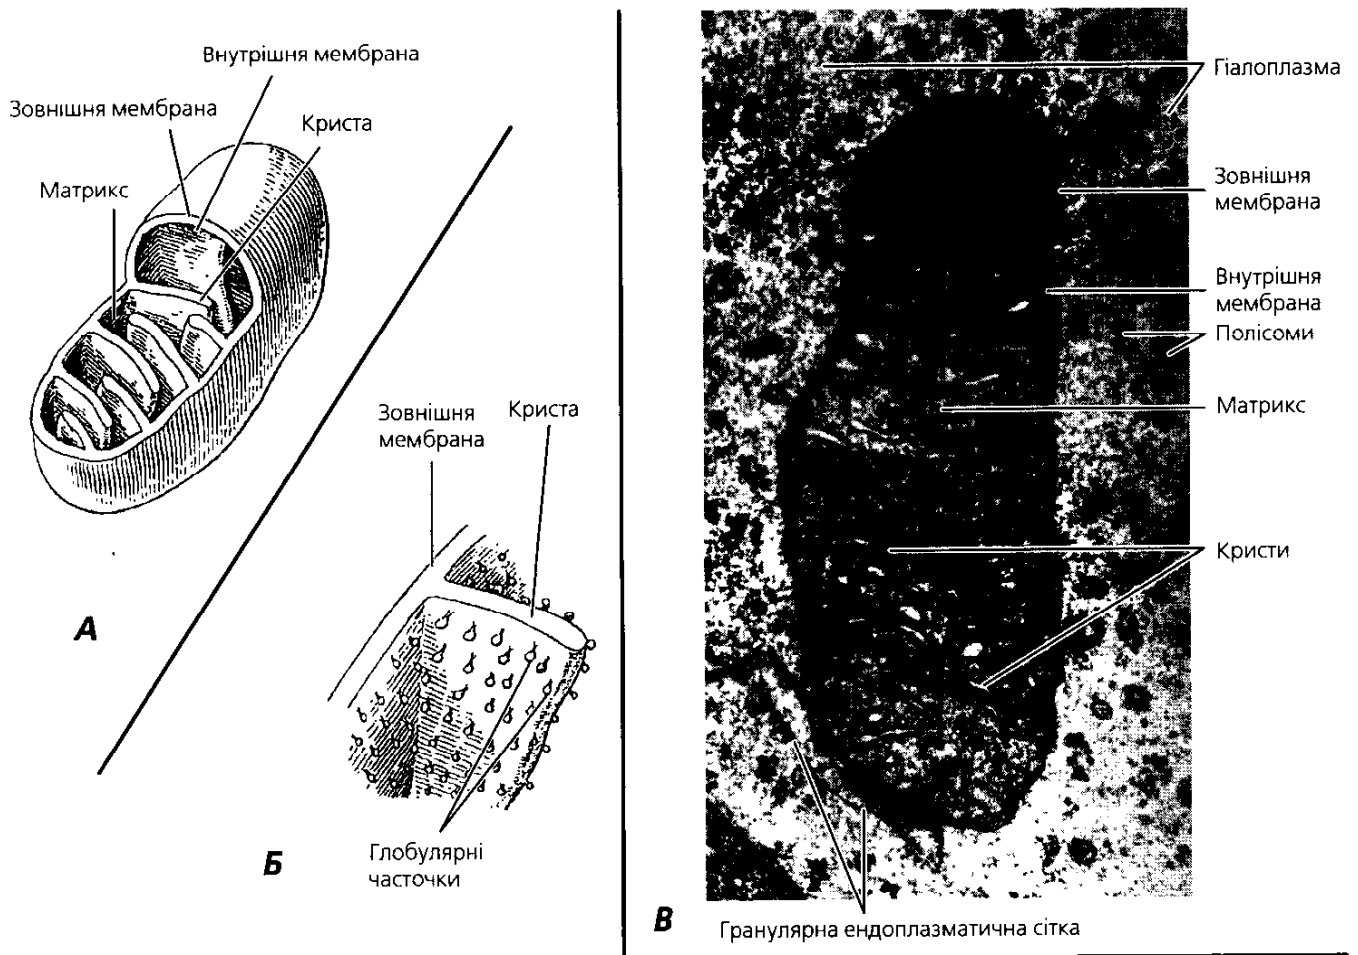 Внутрішня мембрана
Зовнішня мембрана
Криста
Матрикс
А
Зовнішня
мембрана
Криста
Глобулярні
часточки
Б
Гіалоплазма
Зовнішня
мембрана
Внутрішня
мембрана
Полісоми
Матрикс
Кристи
Гранулярна ендоплазматична сітка
В